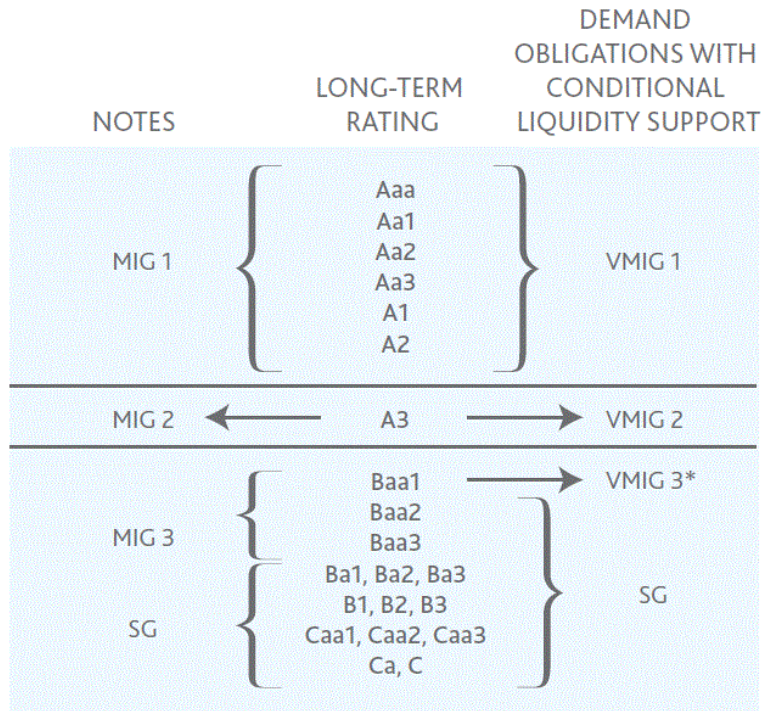 NOTES
LONG-TERM
RATING
DEMAND
OBLIGATIONS WITH
CONDITIONAL
LIQUIDITY SUPPORT
MIG 1
Aaa
Aa1
Aa2
Aa3
A1
A2
VMIG 1
MIG 2
A3
VMIG 2
MIG 3
Baa1
Baa2
Baa3
VMIG 3*
SG
Ba1, Ba2, Ba3
B1, B2, B3
Caa1, Caa2, Caa3
Ca, C
SG